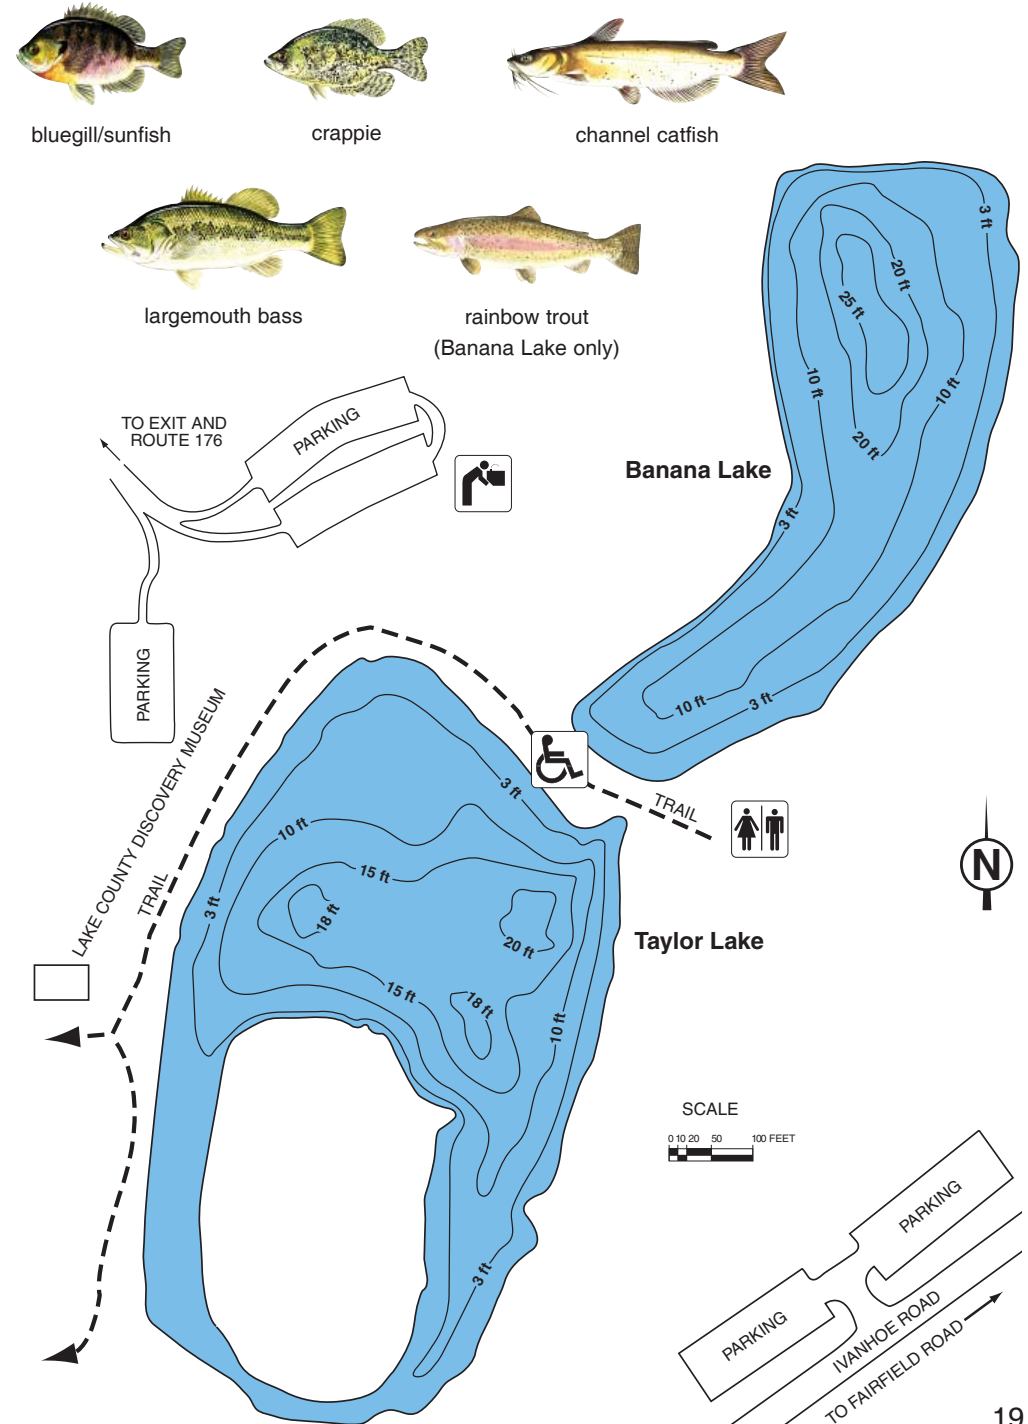 bluegill/sunfish
crappie
channel catfish
largemouth bass
rainbow trout
(Banana Lake only)
3 ft
20 ft
25 ft
10 ft
10 ft
20 ft
3 ft
10 ft
3 ft
Banana Lake
TO EXIT AND
ROUTE 176
PARKING
PARKING
LAKE COUNTY DISCOVERY MUSEUM
TRAIL
TRAIL
3 ft
10 ft
15 ft
3 ft
18 ft
20 ft
15 ft
18 ft
10 ft
3 ft
Taylor Lake
N
SCALE
0 10 20 50 100 FEET
PARKING
PARKING
IVANHOE ROAD
TO FAIRFIELD ROAD
19